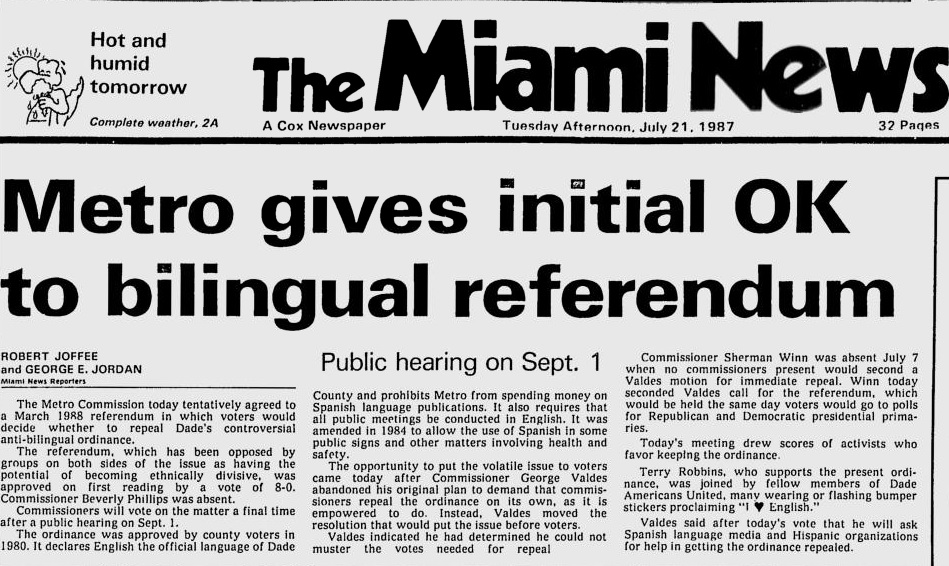 Hot and
humid
tomorrow
Complete weather, 2A
The Miami News
A Cox Newspaper
Tuesday Afternoon, July 21, 1987
32 Pages
Metro gives initial OK
to bilingual referendum
ROBERT JOFFEE
and GEORGE E. JORDAN
Miami News Reporters
The Metro Commission today tentatively agreed to
a March 1988 referendum in which voters would
decide whether to repeal Dade's controversial
anti-bilingual ordinance.
The referendum, which has been opposed by
groups on both sides of the issue as having the
potential of becoming ethnically divisive, was
approved on first reading by a vote of 8-0.
Commissioner Beverly Phillips was absent.
Commissioners will vote on the matter a final time
after a public hearing on Sept. 1.
The ordinance was approved by county voters in
1980. It declares English the official language of Dade
Public hearing on Sept. 1
County and prohibits Metro from spending money on
Spanish language publications. It also requires that
all public meetings be conducted in English. It was
amended in 1984 to allow the use of Spanish in some
public signs and other matters involving health and
safety.
The opportunity to put the volatile issue to voters
came today after Commissioner George Valdes
abandoned his original plan to demand that commis-
sioners repeal the ordinance on its own, as it is
empowered to do. Instead, Valdes moved the
resolution that would put the issue before voters.
Valdes indicated he had determined he could not
muster the votes needed for repeal
Commissioner Sherman Winn was absent July 7
when no commissioners present would second a
Valdes motion for immediate repeal. Winn today
seconded Valdes call for the referendum, which
would be held the same day voters would go to polls
for Republican and Democratic presidential prima-
ries.
Today's meeting drew scores of activists who
favor keeping the ordinance.
Terry Robbins, who supports the present ordi-
nance, was joined by fellow members of Dade
Americans United, many wearing or flashing bumper
stickers proclaiming "I ♥ English."
Valdes said after today's vote that he will ask
Spanish language media and Hispanic organizations
for help in getting the ordinance repealed.